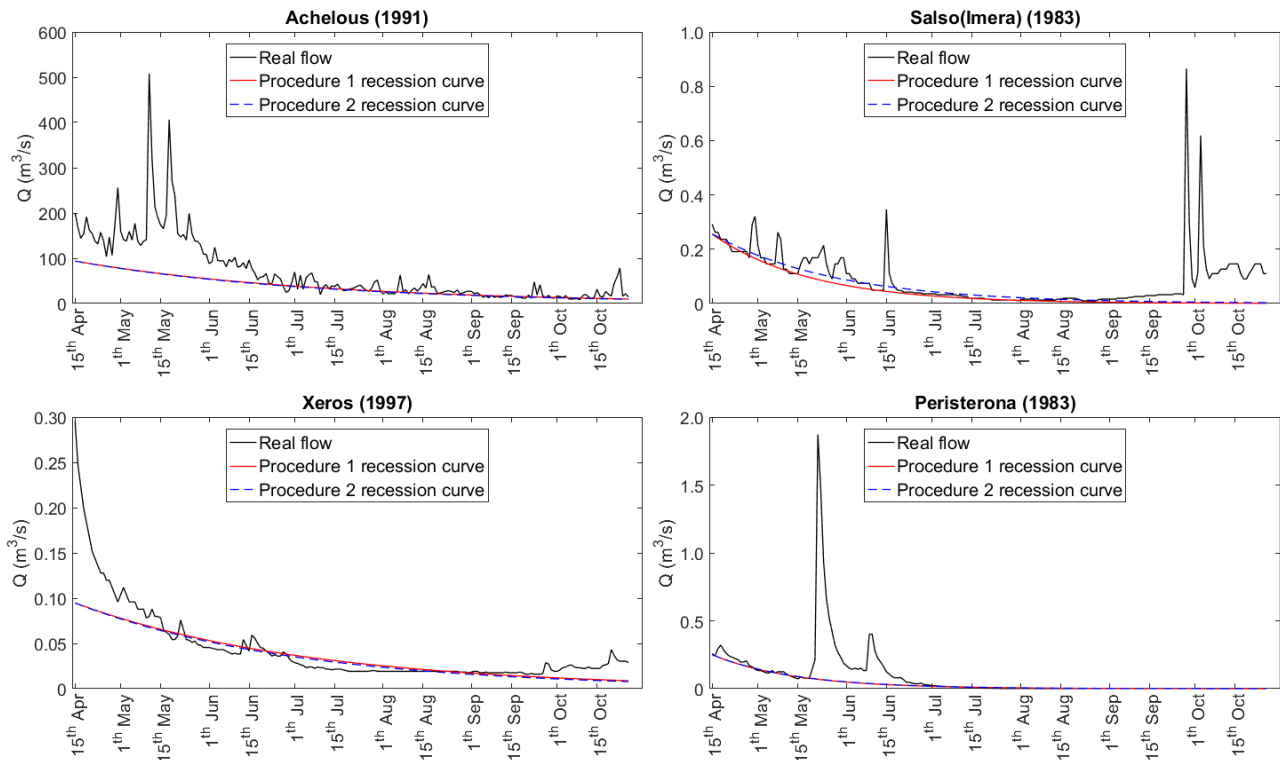 Achelous (1991)
600
500
400
300
200
100
0
Q (m³/s)
Real flow
Procedure 1 recession curve
Procedure 2 recession curve
15th Apr
1th May
15th May
1th Jun
15th Jun
1th Jul
15th Jul
1th Aug
15th Aug
1th Sep
15th Sep
1th Oct
15th Oct
Salso(Imera) (1983)
1.0
0.8
0.6
0.4
0.2
0
Q (m³/s)
Real flow
Procedure 1 recession curve
Procedure 2 recession curve
15th Apr
1th May
15th May
1th Jun
15th Jun
1th Jul
15th Jul
1th Aug
15th Aug
1th Sep
15th Sep
1th Oct
15th Oct
Xeros (1997)
0.30
0.25
0.20
0.15
0.10
0.05
0
Q (m³/s)
Real flow
Procedure 1 recession curve
Procedure 2 recession curve
15th Apr
1th May
15th May
1th Jun
15th Jun
1th Jul
15th Jul
1th Aug
15th Aug
1th Sep
15th Sep
1th Oct
15th Oct
Peristerona (1983)
2.0
1.5
1.0
0.5
0
Q (m³/s)
Real flow
Procedure 1 recession curve
Procedure 2 recession curve
15th Apr
1th May
15th May
1th Jun
15th Jun
1th Jul
15th Jul
1th Aug
15th Aug
1th Sep
15th Sep
1th Oct
15th Oct